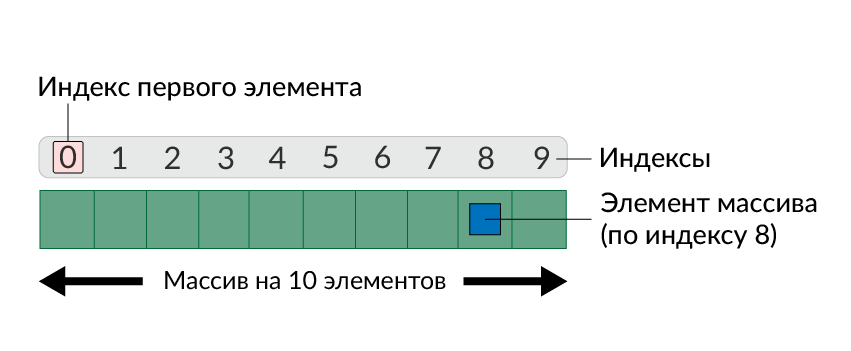 Индекс первого элемента
0 1 2 3 4 5 6 7 8 9
Индексы
Элемент массива
(по индексу 8)
Массив на 10 элементов